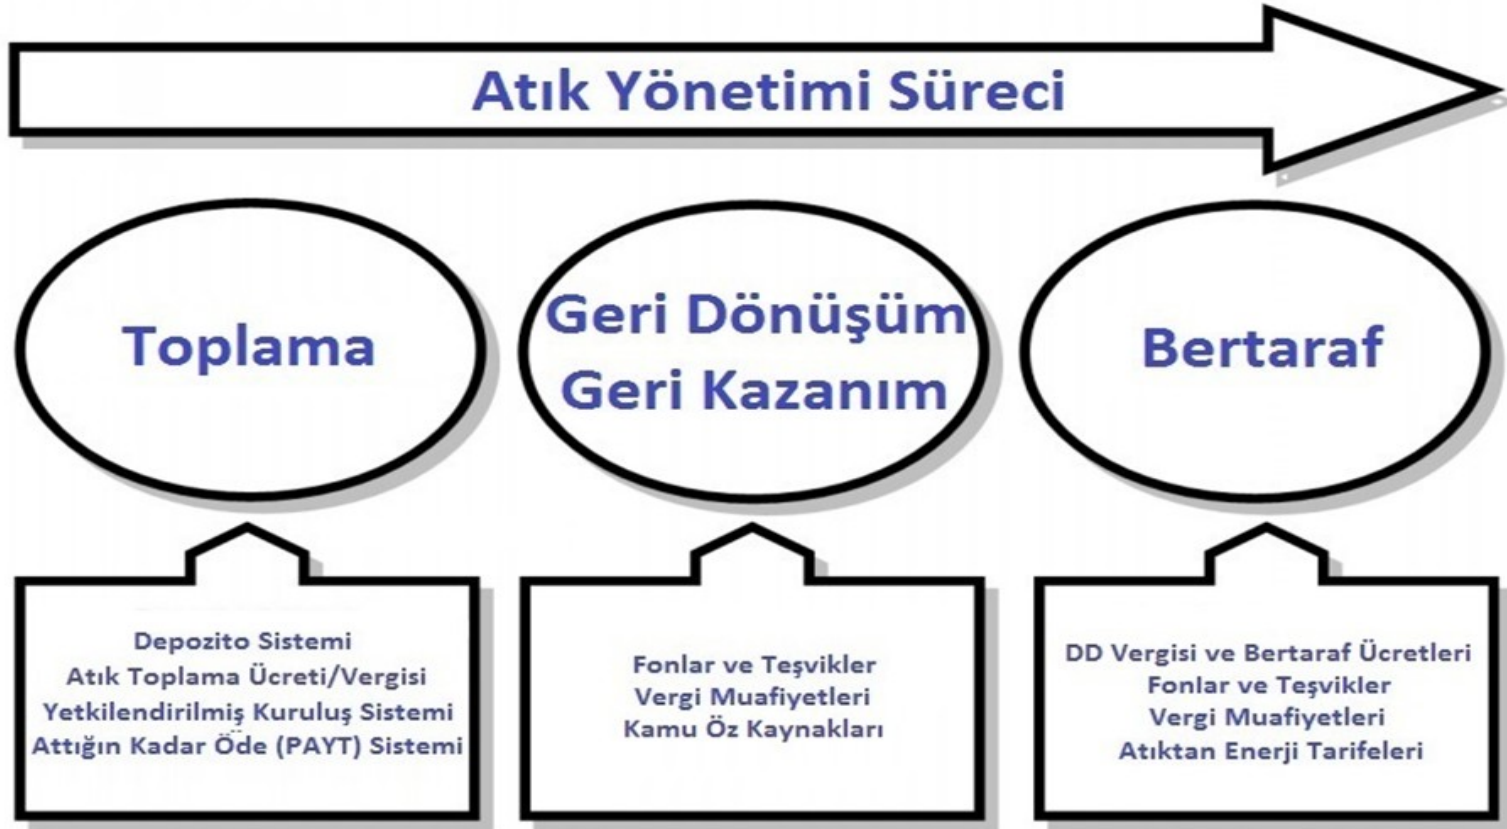 Atık Yönetimi Süreci
Toplama
Geri Dönüşüm
Geri Kazanım
Bertaraf
Depozito Sistemi
Atık Toplama Ücreti/Vergisi
Yetkilendirilmiş Kuruluş Sistemi
Attığın Kadar Öde (PAYT) Sistemi
Fonlar ve Teşvikler
Vergi Muafiyetleri
Kamu Öz Kaynakları
DD Vergisi ve Bertaraf Ücretleri
Fonlar ve Teşvikler
Vergi Muafiyetleri
Atıktan Enerji Tarifeleri